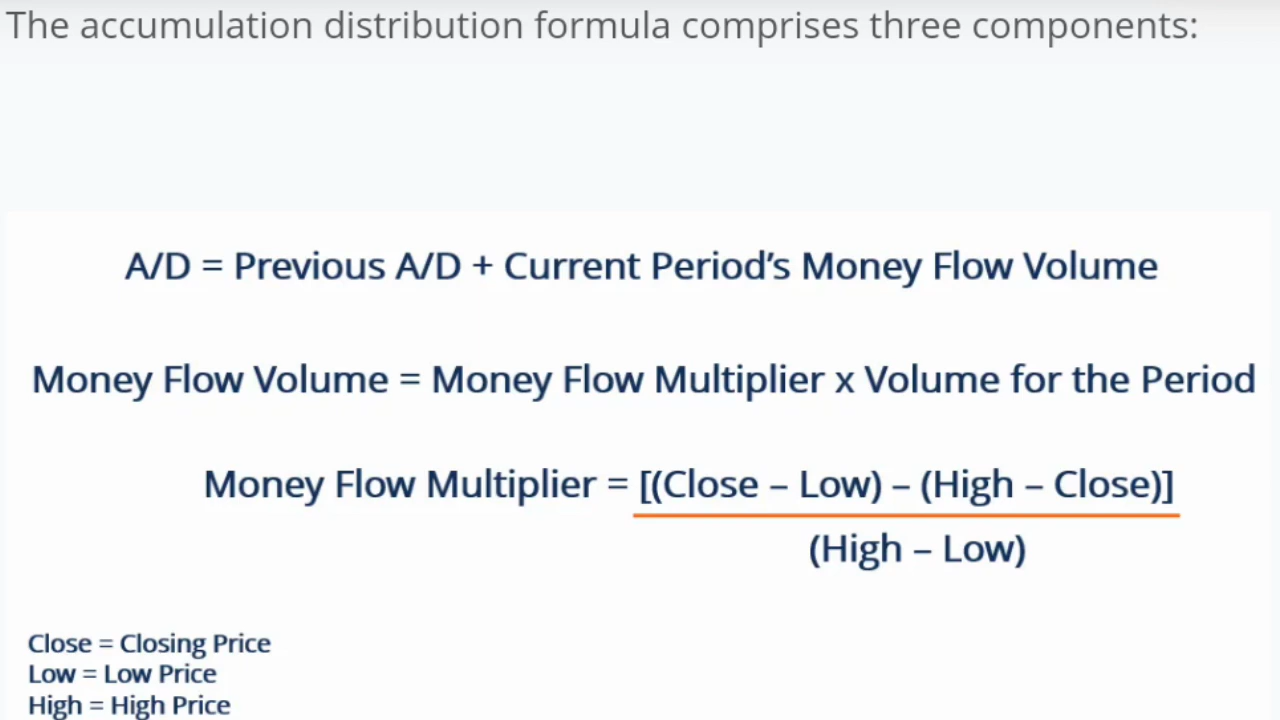 The accumulation distribution formula comprises three components:
A/D = Previous A/D + Current Period’s Money Flow Volume
Money Flow Volume = Money Flow Multiplier x Volume for the Period
Money Flow Multiplier = [(Close – Low) – (High – Close)]
(High – Low)
Close = Closing Price
Low = Low Price
High = High Price